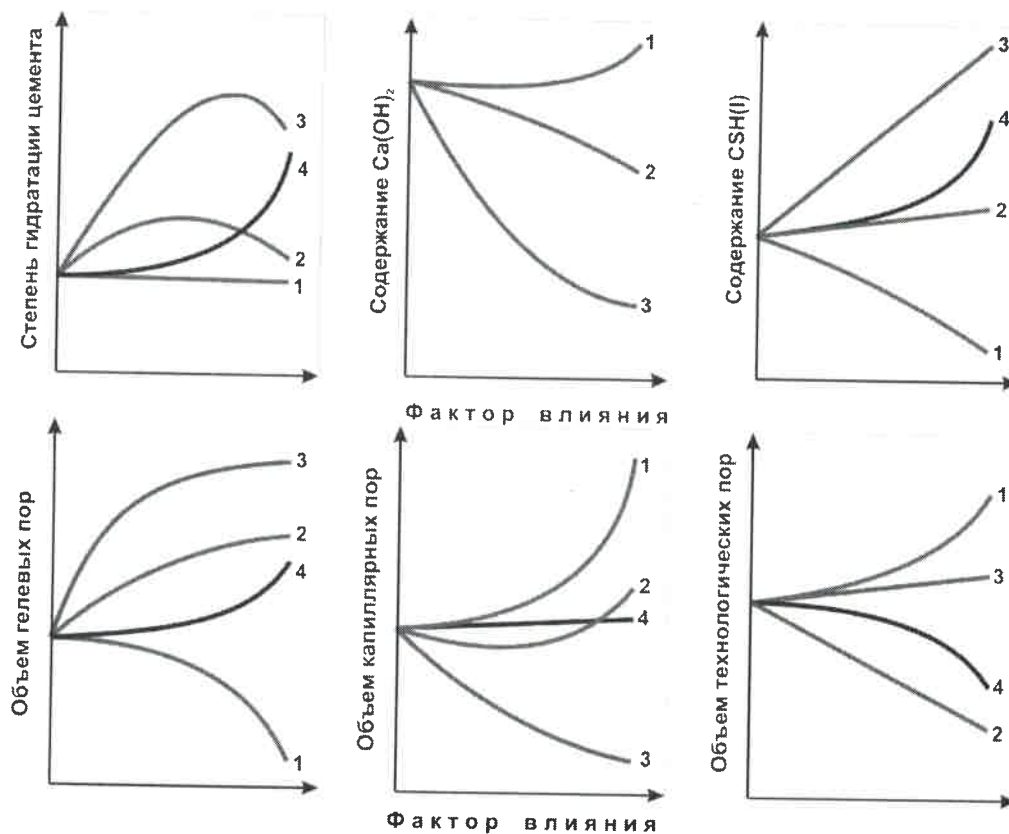 Степень гидратации цемента
3
4
2
1
Содержание Ca(OH)₂
1
2
3
Содержание CSH(I)
3
4
2
1
Фактор влияния
Объем гелевых пор
3
2
4
1
Объем капиллярных пор
1
2
4
3
Объем технологических пор
1
3
4
2
Фактор влияния